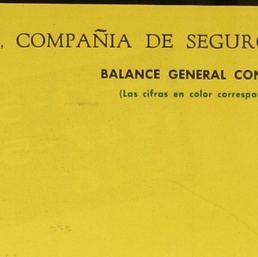 , COMPAÑIA DE SEGURO
BALANCE GENERAL CON
(Las cifras en color correspo